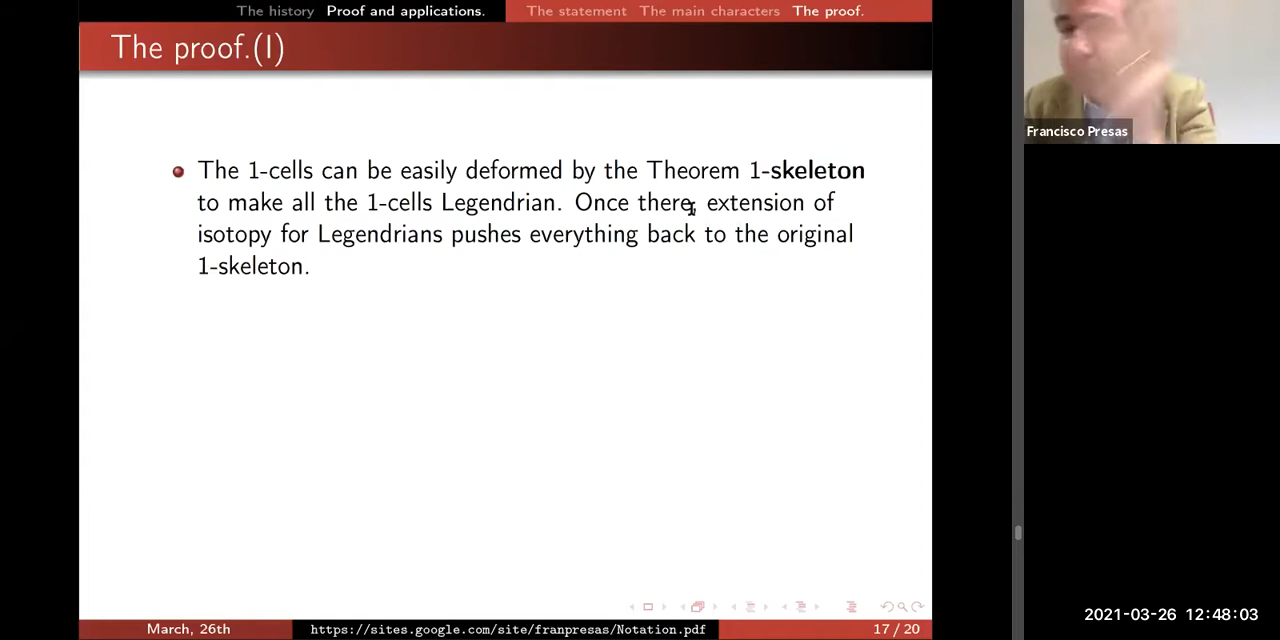 The history Proof and applications. The statement The main characters The proof.
The proof.(I)
The 1-cells can be easily deformed by the Theorem 1-skeleton
to make all the 1-cells Legendrian. Once there, extension of
isotopy for Legendrians pushes everything back to the original
1-skeleton.
Francisco Presas
March, 26th https://sites.google.com/site/franpresas/Notation.pdf 17 / 20
2021-03-26 12:48:03